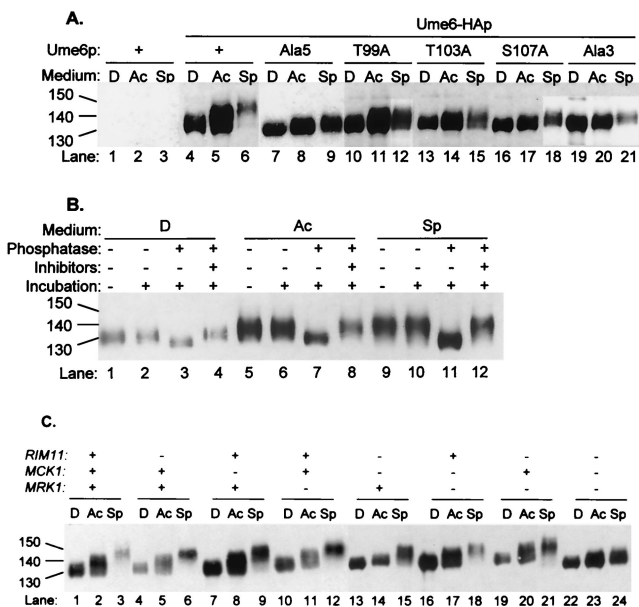 A.
Ume6-HAp
Ume6p: + + Ala5 T99A T103A S107A Ala3
Medium: D Ac Sp D Ac Sp D Ac Sp D Ac Sp D Ac Sp D Ac Sp D Ac Sp
150
140
130
Lane: 1 2 3 4 5 6 7 8 9 10 11 12 13 14 15 16 17 18 19 20 21
B.
Medium: D Ac Sp
Phosphatase: - - + + - - + + - - + +
Inhibitors: + + +
Incubation: - + + + - + + + - + + +
150
140
130
Lane: 1 2 3 4 5 6 7 8 9 10 11 12
C.
RIM11: + - + + - + - -
MCK1: + + - + - - + -
MRK1: + + + - + - - -
D Ac Sp D Ac Sp D Ac Sp D Ac Sp D Ac Sp D Ac Sp D Ac Sp D Ac Sp
150
140
130
Lane: 1 2 3 4 5 6 7 8 9 10 11 12 13 14 15 16 17 18 19 20 21 22 23 24